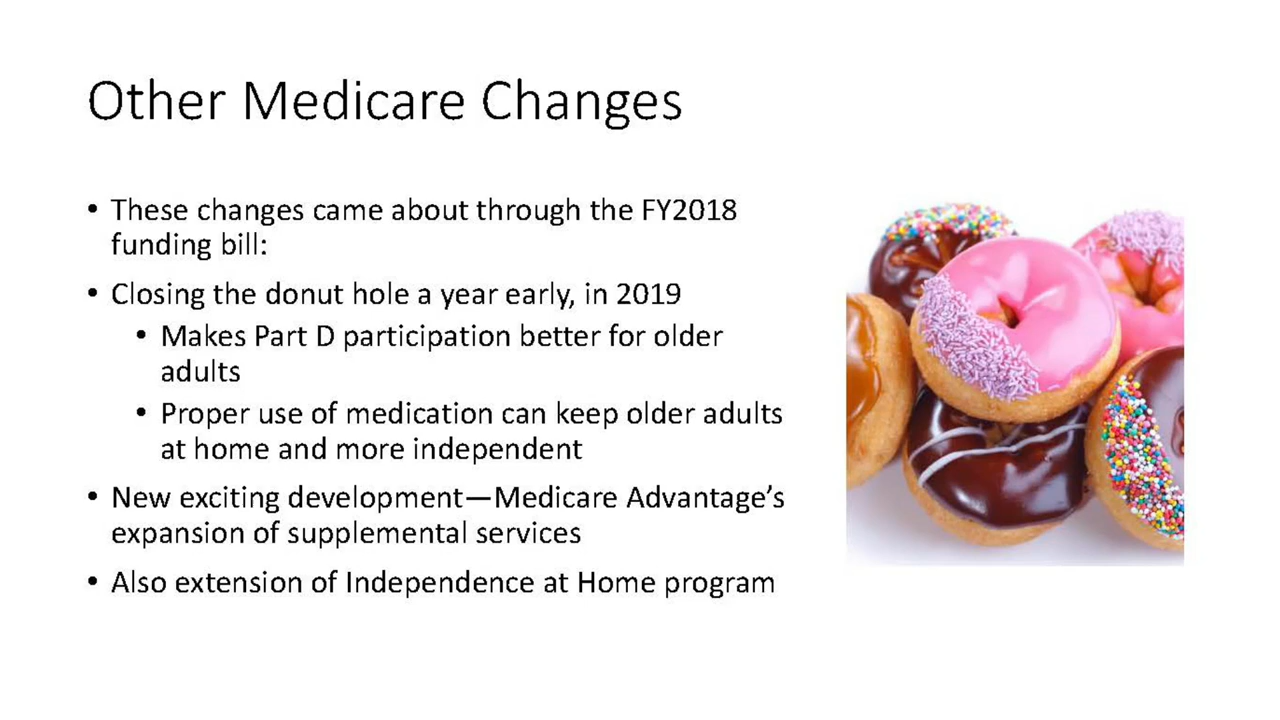 Other Medicare Changes
• These changes came about through the FY2018
funding bill:
• Closing the donut hole a year early, in 2019
• Makes Part D participation better for older
adults
• Proper use of medication can keep older adults
at home and more independent
• New exciting development—Medicare Advantage’s
expansion of supplemental services
• Also extension of Independence at Home program